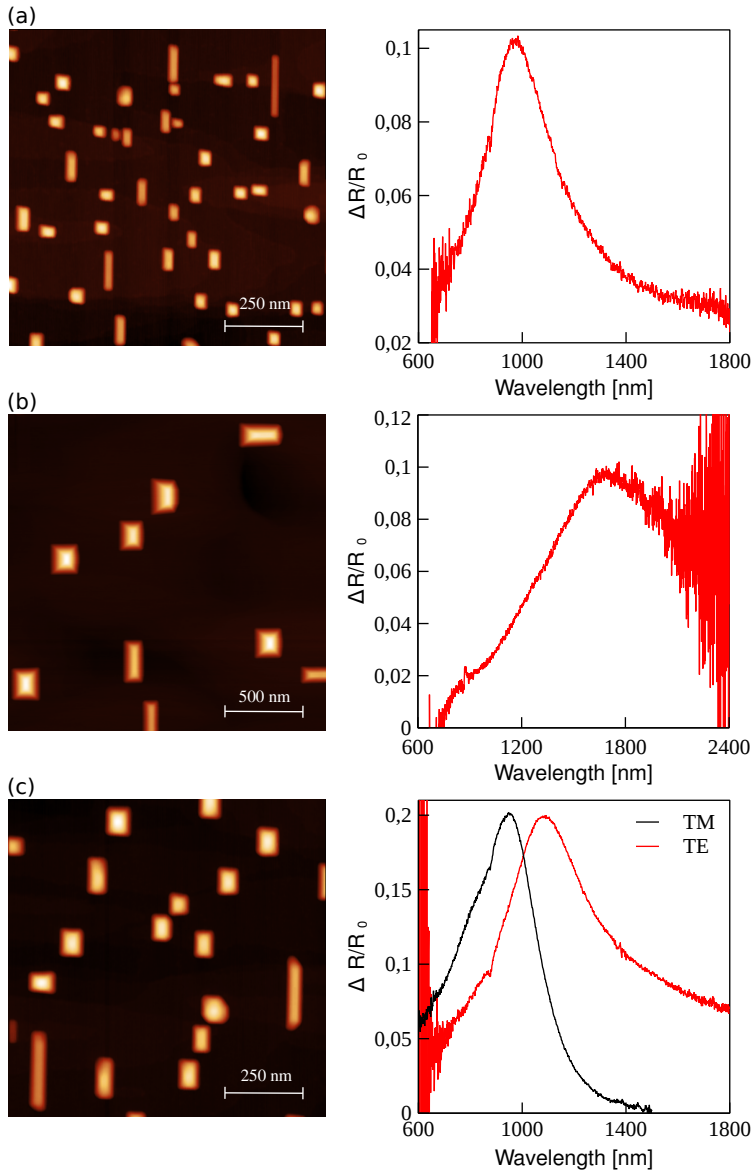 (a)
250 nm
0,1
0,08
0,06
0,04
0,02
ΔR/R 0
600 1000 1400 1800
Wavelength [nm]
(b)
500 nm
0,12
0,1
0,08
0,06
0,04
0,02
0
ΔR/R 0
600 1200 1800 2400
Wavelength [nm]
(c)
250 nm
0,2
0,15
0,1
0,05
0
Δ R/R 0
TM
TE
600 1000 1400 1800
Wavelength [nm]